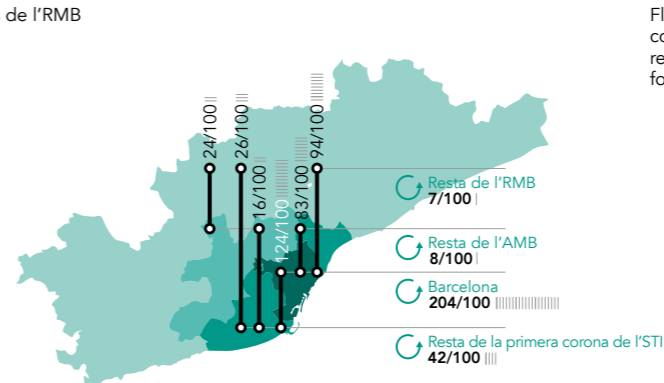 de l'RMB
Fl
co
re
fo
24/100
26/100
16/100
124/100
83/100
94/100
Resta de l'RMB
7/100
Resta de l'AMB
8/100
Barcelona
204/100
Resta de la primera corona de l'STI
42/100